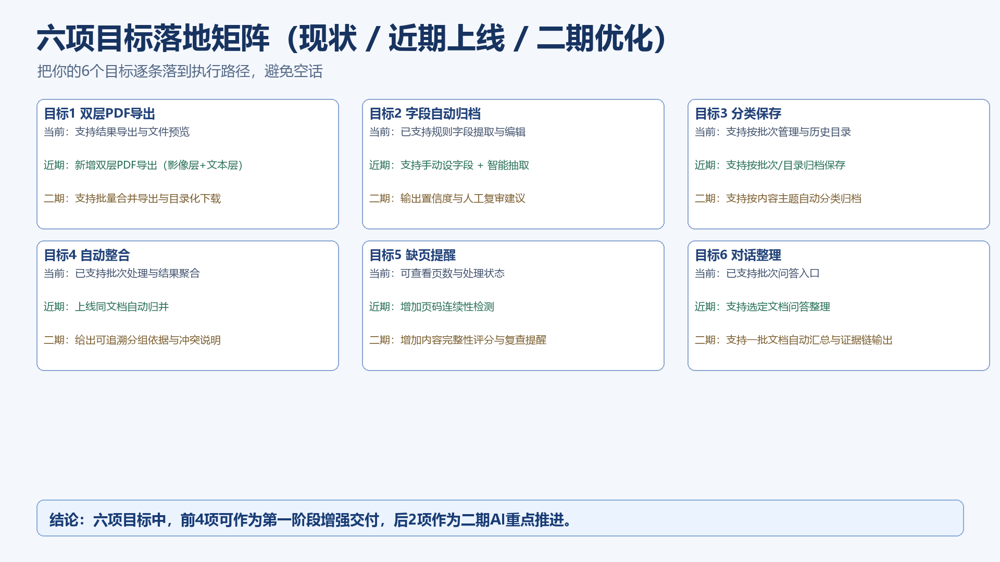 六项目标落地矩阵（现状 / 近期上线 / 二期优化）
把你的6个目标逐条落到执行路径，避免空话
目标1 双层PDF导出
当前：支持结果导出与文件预览
近期：新增双层PDF导出（影像层+文本层）
二期：支持批量合并导出与目录化下载
目标2 字段自动归档
当前：已支持规则字段提取与编辑
近期：支持手动设字段 + 智能抽取
二期：输出置信度与人工复审建议
目标3 分类保存
当前：支持按批次管理与历史目录
近期：支持按批次/目录归档保存
二期：支持按内容主题自动分类归档
目标4 自动整合
当前：已支持批次处理与结果聚合
近期：上线同文档自动归并
二期：给出可追溯分组依据与冲突说明
目标5 缺页提醒
当前：可查看页数与处理状态
近期：增加页码连续性检测
二期：增加内容完整性评分与复查提醒
目标6 对话整理
当前：已支持批次问答入口
近期：支持选定文档问答整理
二期：支持一批文档自动汇总与证据链输出
结论：六项目标中，前4项可作为第一阶段增强交付，后2项作为二期AI重点推进。